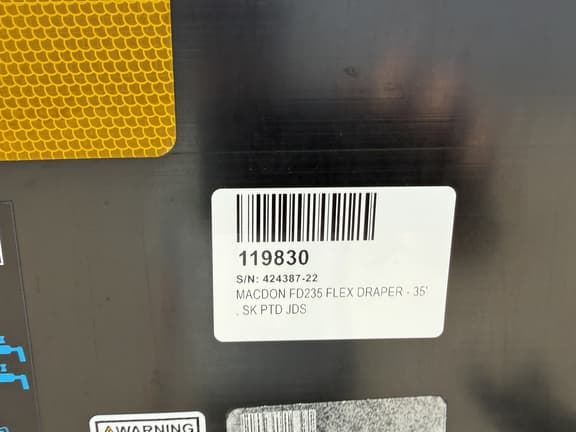 119830
S/N: 424387-22
MACDON FD235 FLEX DRAPER - 35'
. SK PTD JDS
WARNING